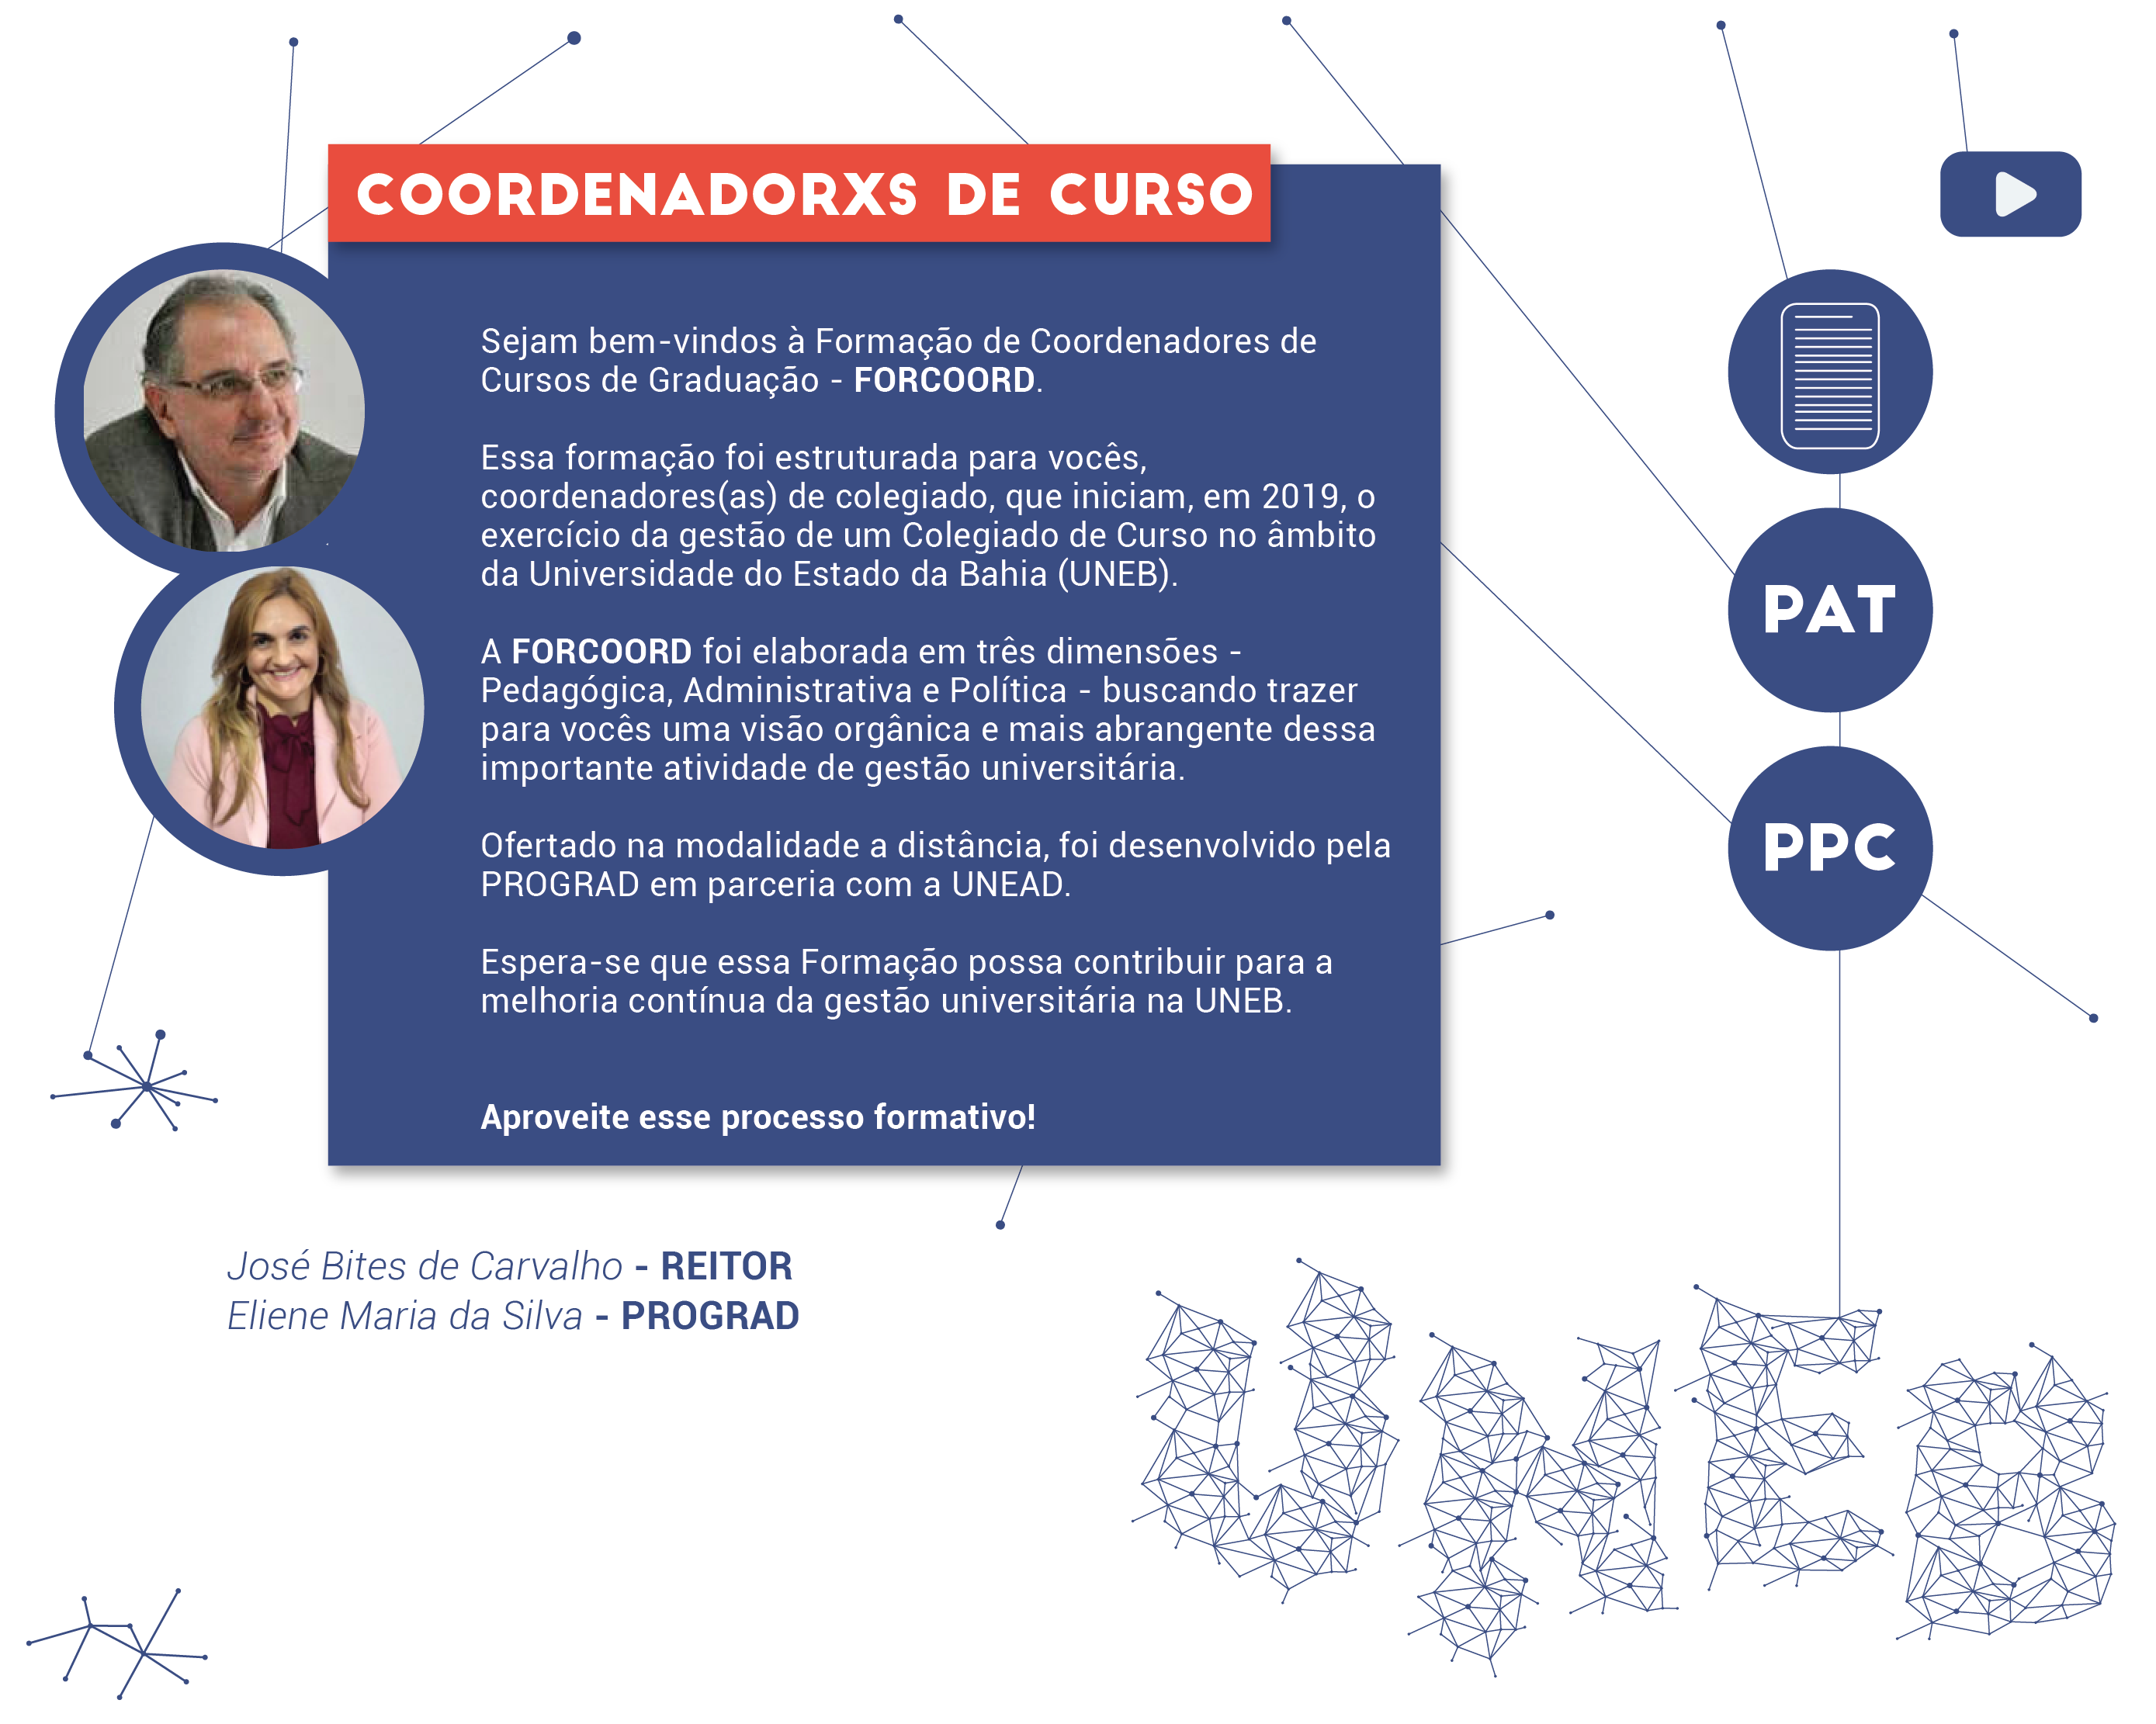 COORDENADORXS DE CURSO
Sejam bem-vindos à Formação de Coordenadores de
Cursos de Graduação - FORCOORD.
Essa formação foi estruturada para vocês,
coordenadores(as) de colegiado, que iniciam, em 2019, o
exercício da gestão de um Colegiado de Curso no âmbito
da Universidade do Estado da Bahia (UNEB).
A FORCOORD foi elaborada em três dimensões -
Pedagógica, Administrativa e Política - buscando trazer
para vocês uma visão orgânica e mais abrangente dessa
importante atividade de gestão universitária.
Ofertado na modalidade a distância, foi desenvolvido pela
PROGRAD em parceria com a UNEAD.
Espera-se que essa Formação possa contribuir para a
melhoria contínua da gestão universitária na UNEB.
Aproveite esse processo formativo!
José Bites de Carvalho - REITOR
Eliene Maria da Silva - PROGRAD
PAT
PPC
UNEB